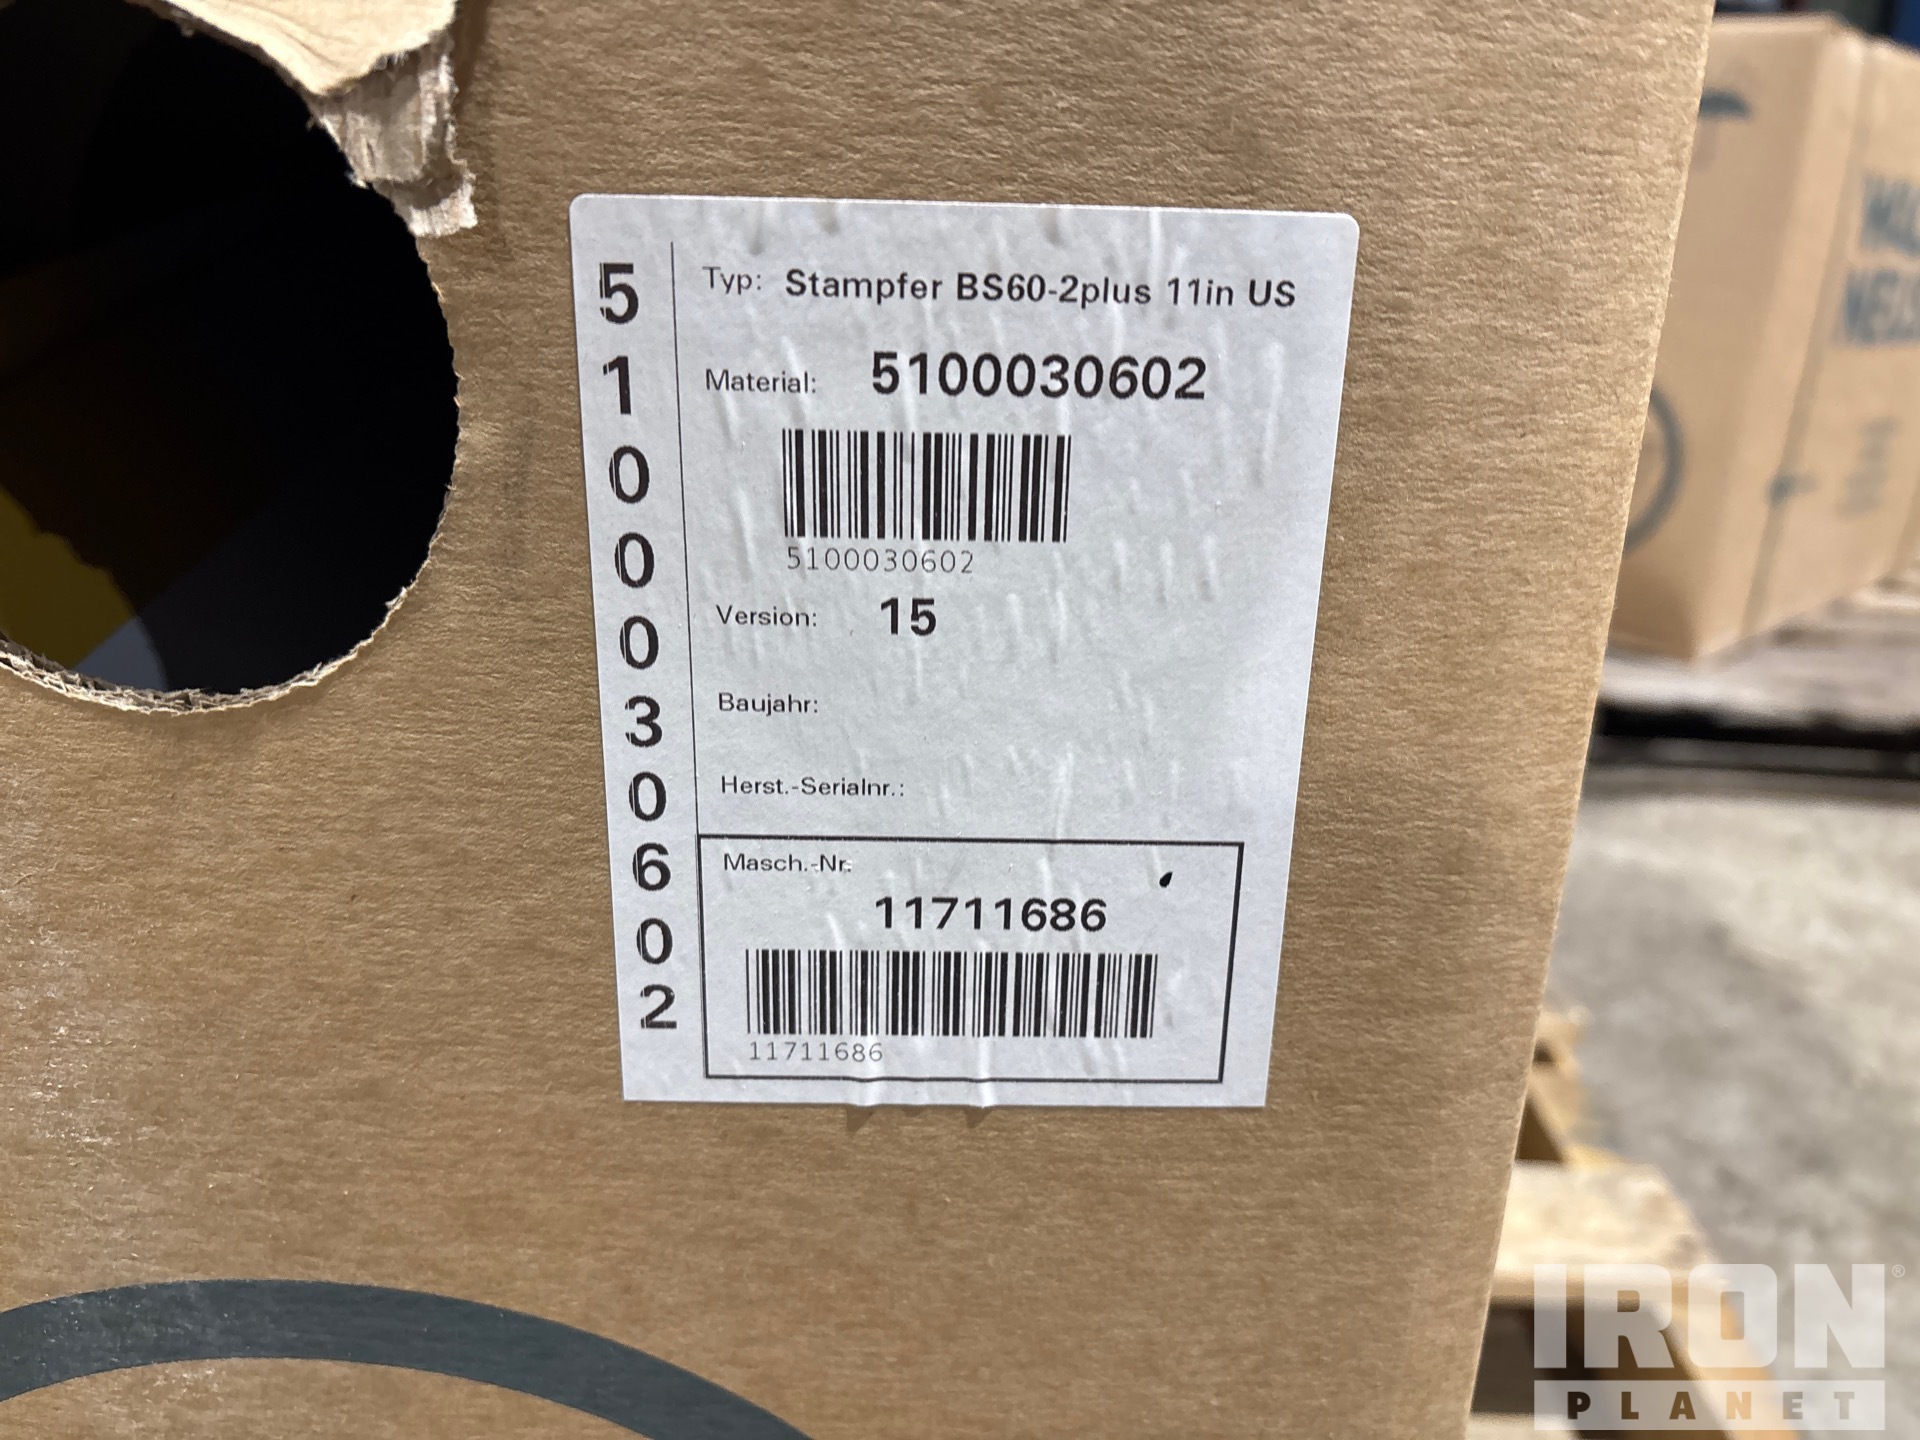 5100030602
Typ: Stampfer BS60-2plus 11in US
Material: 5100030602
5100030602
Version: 15
Baujahr:
Herst.-Serialnr.:
Masch.-Nr.
11711686
11711686
IRON®
PLANET